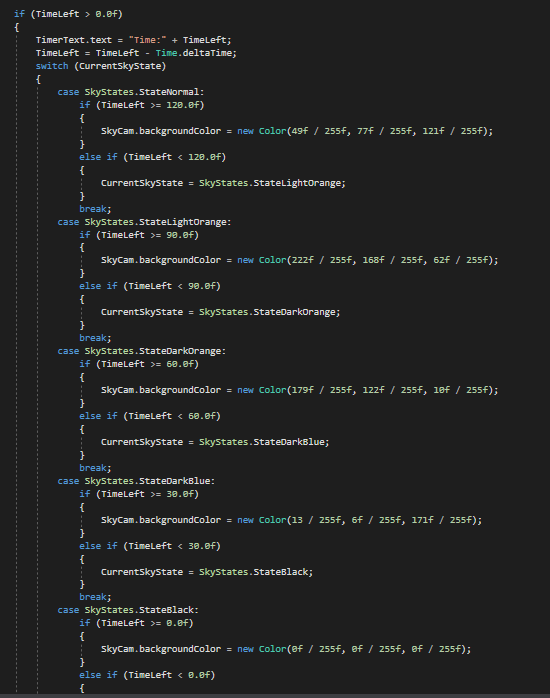 if (TimeLeft > 0.0f)
{
TimerText.text = "Time:" + TimeLeft;
TimeLeft = TimeLeft - Time.deltaTime;
switch (CurrentSkyState)
{
case SkyStates.StateNormal:
if (TimeLeft >= 120.0f)
{
SkyCam.backgroundColor = new Color(49f / 255f, 77f / 255f, 121f / 255f);
}
else if (TimeLeft < 120.0f)
{
CurrentSkyState = SkyStates.StateLightOrange;
}
break;
case SkyStates.StateLightOrange:
if (TimeLeft >= 90.0f)
{
SkyCam.backgroundColor = new Color(222f / 255f, 168f / 255f, 62f / 255f);
}
else if (TimeLeft < 90.0f)
{
CurrentSkyState = SkyStates.StateDarkOrange;
}
break;
case SkyStates.StateDarkOrange:
if (TimeLeft >= 60.0f)
{
SkyCam.backgroundColor = new Color(179f / 255f, 122f / 255f, 10f / 255f);
}
else if (TimeLeft < 60.0f)
{
CurrentSkyState = SkyStates.StateDarkBlue;
}
break;
case SkyStates.StateDarkBlue:
if (TimeLeft >= 30.0f)
{
SkyCam.backgroundColor = new Color(13 / 255f, 6f / 255f, 171f / 255f);
}
else if (TimeLeft < 30.0f)
{
CurrentSkyState = SkyStates.StateBlack;
}
break;
case SkyStates.StateBlack:
if (TimeLeft >= 0.0f)
{
SkyCam.backgroundColor = new Color(0f / 255f, 0f / 255f, 0f / 255f);
}
else if (TimeLeft < 0.0f)
{